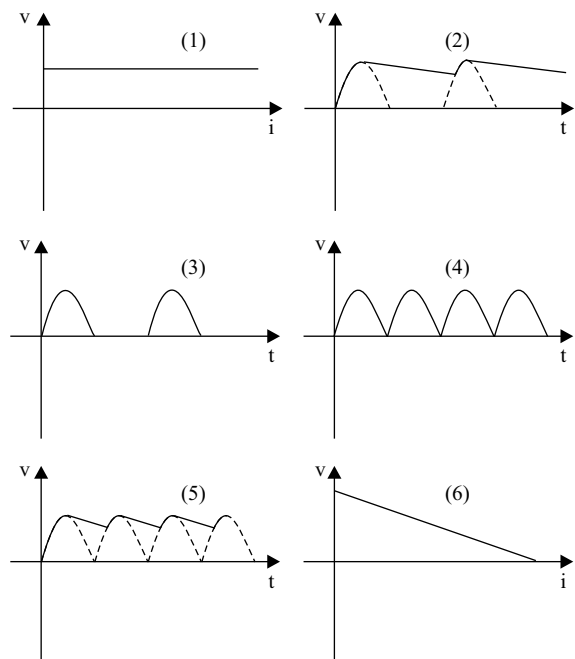 v (1) i
v (2) t
v (3) t
v (4) t
v (5) t
v (6) i